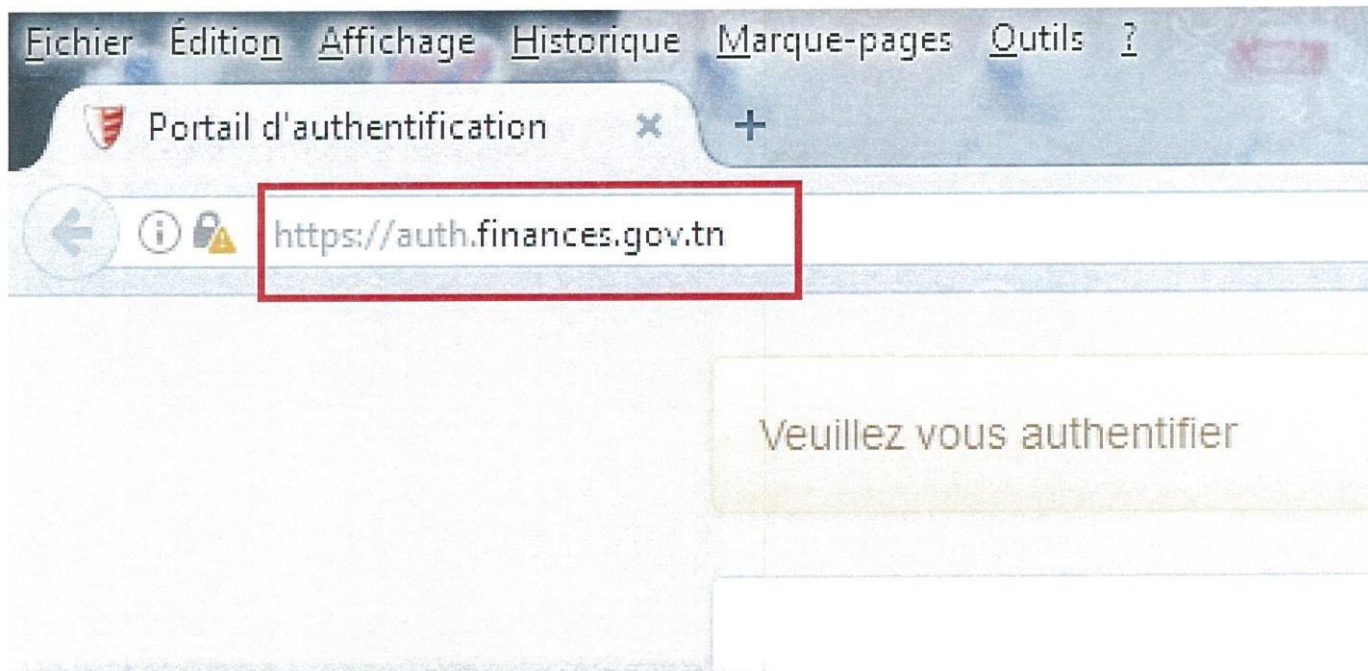 Fichier Édition Affichage Historique Marque-pages Outils ?
Portail d'authentification
https://auth.finances.gov.tn
Veuillez vous authentifier